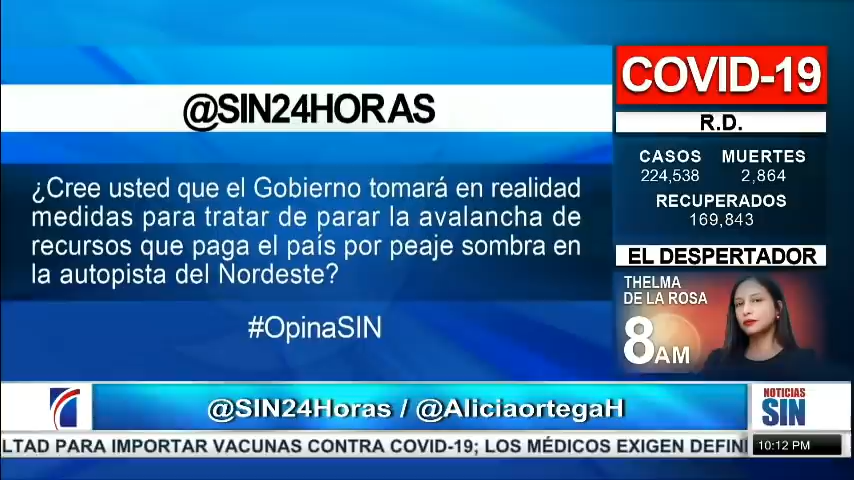 @SIN24HORAS
¿Cree usted que el Gobierno tomará en realidad
medidas para tratar de parar la avalancha de
recursos que paga el país por peaje sombra en
la autopista del Nordeste?
#OpinaSIN
COVID-19
R.D.
CASOS MUERTES
224,538 2,864
RECUPERADOS
169,843
EL DESPERTADOR
THELMA
DE LA ROSA
8AM
@SIN24Horas / @AliciaortegaH
NOTICIAS
SIN
LTAD PARA IMPORTAR VACUNAS CONTRA COVID-19; LOS MÉDICOS EXIGEN DEFINI
10:12 PM